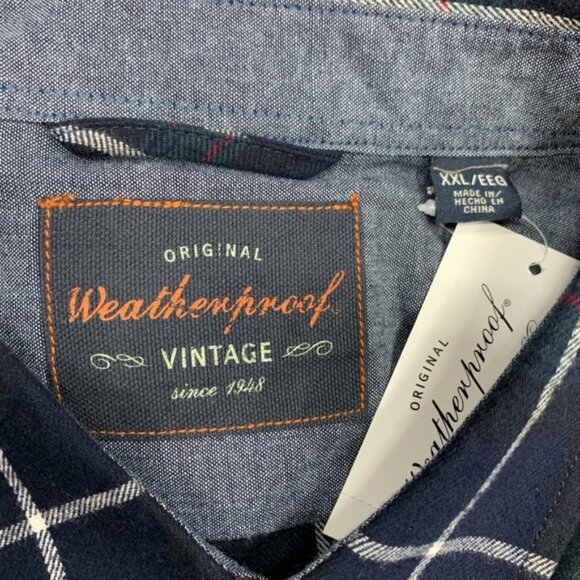 ORIGINAL
Weatherproof
VINTAGE
since 1948
XXL/EEG
MADE IN/
HECHO EN
CHINA
ORIGINAL
Weatherproof®